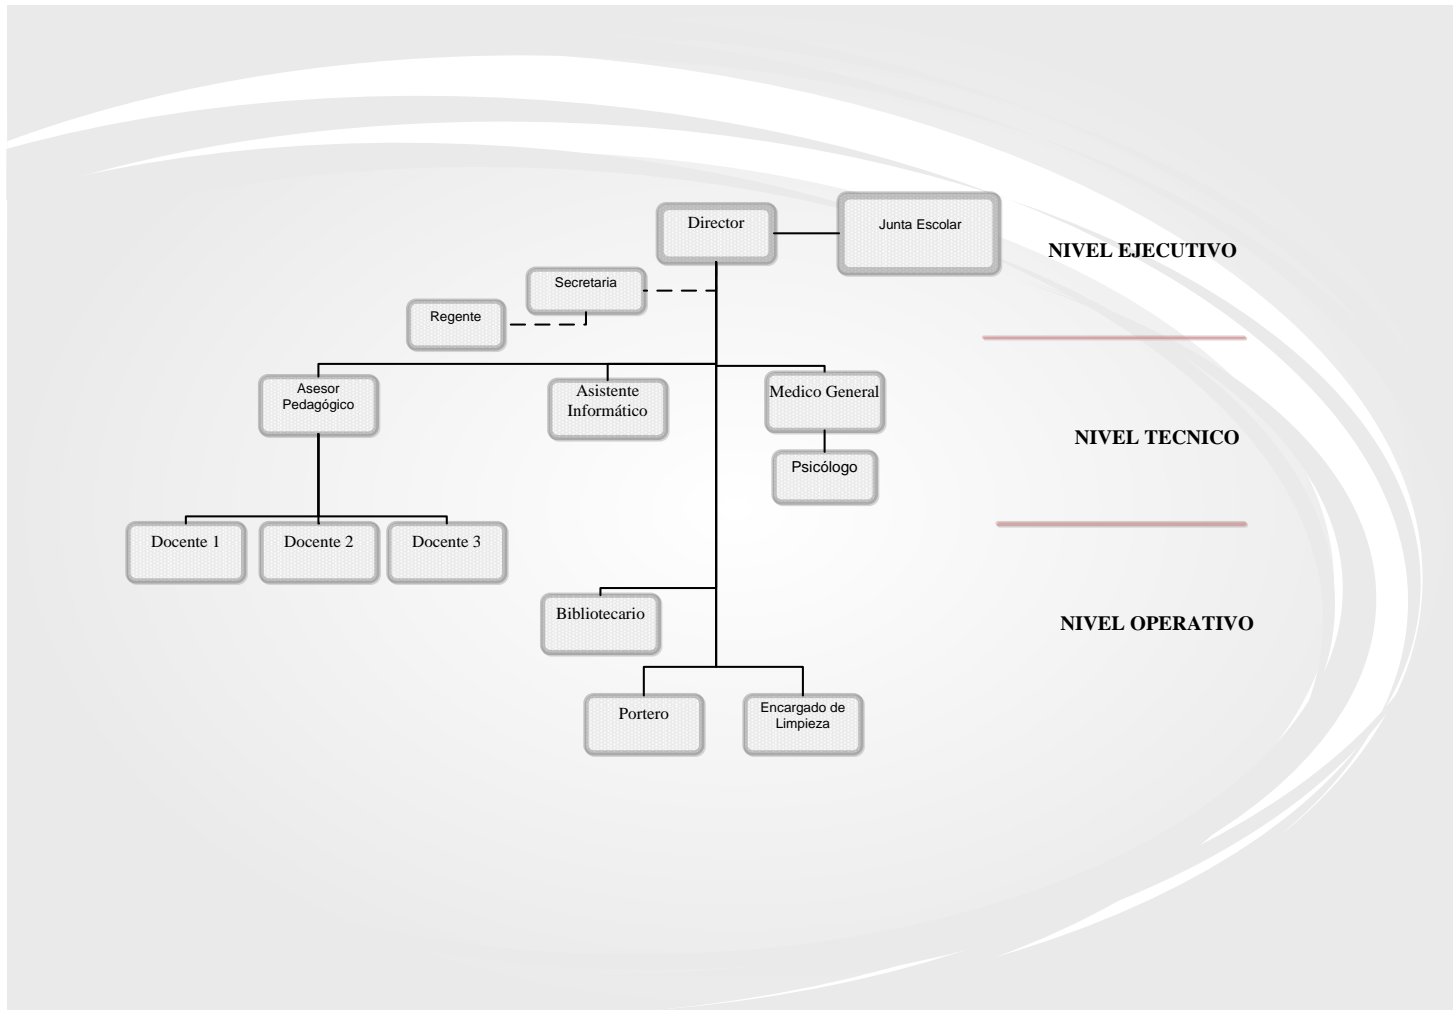 Director
Junta Escolar
NIVEL EJECUTIVO
Secretaria
Regente
Asesor
Pedagógico
Asistente
Informático
Medico General
NIVEL TECNICO
Psicólogo
Docente 1
Docente 2
Docente 3
Bibliotecario
NIVEL OPERATIVO
Portero
Encargado de
Limpieza